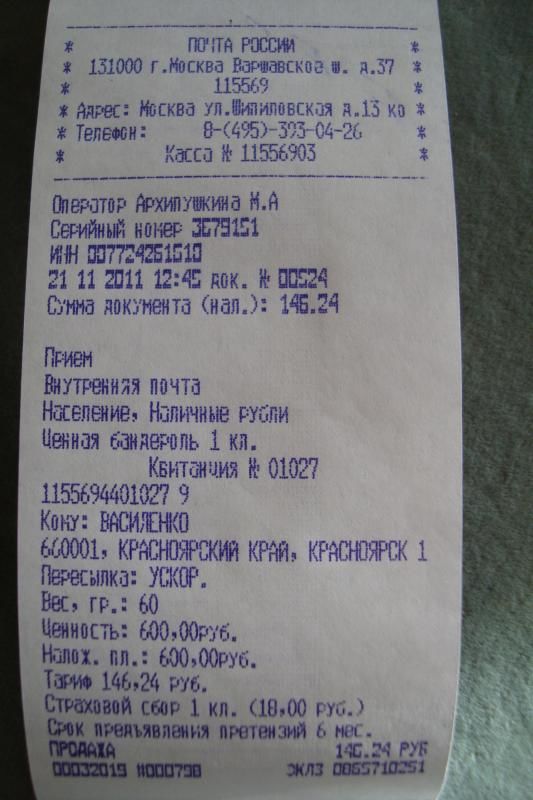 * ПОЧТА РОССИИ *
* 131000 г.Москва Варшавское ш. д.37 *
* 115569 *
* Адрес: Москва ул.Шипиловская д.13 ко *
* Телефон: 8-(495)-393-04-26 *
* Касса № 11556903 *
Оператор Архипушкина М.А
Серийный номер 3679151
ИНН 007724261610
21 11 2011 12:45 док. № 00524
Сумма документа (нал.): 146.24
Прием
Внутренняя почта
Население, Наличные рубли
Ценная бандероль 1 кл.
Квитанция № 01027
1155694401027 9
Кому: ВАСИЛЕНКО
660001, КРАСНОЯРСКИЙ КРАЙ, КРАСНОЯРСК 1
Пересылка: УСКОР.
Вес, гр.: 60
Ценность: 600,00руб.
Налож. пл.: 600,00руб.
Тариф 146,24 руб.
Страховой сбор 1 кл. (18,00 руб.)
Срок предъявления претензий 6 мес.
ПРОДАЖА 146.24 РУБ
00032019 #000798 ЭКЛЗ 0865710251